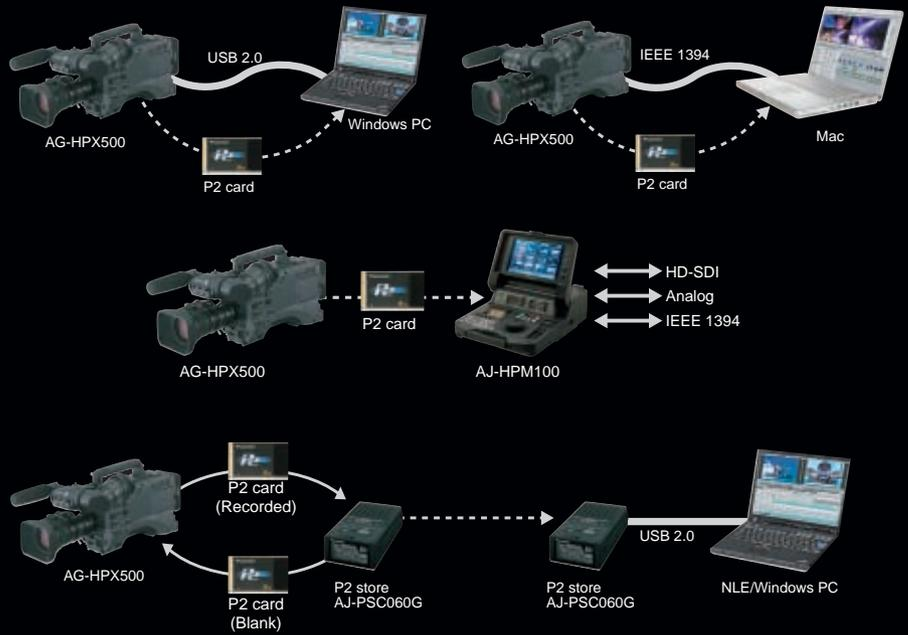 USB 2.0
Windows PC
AG-HPX500
P2 card
IEEE 1394
Mac
AG-HPX500
P2 card
HD-SDI
Analog
IEEE 1394
P2 card
AG-HPX500
AJ-HPM100
P2 card
(Recorded)
USB 2.0
AG-HPX500
P2 store
AJ-PSC060G
P2 store
AJ-PSC060G
NLE/Windows PC
P2 card
(Blank)